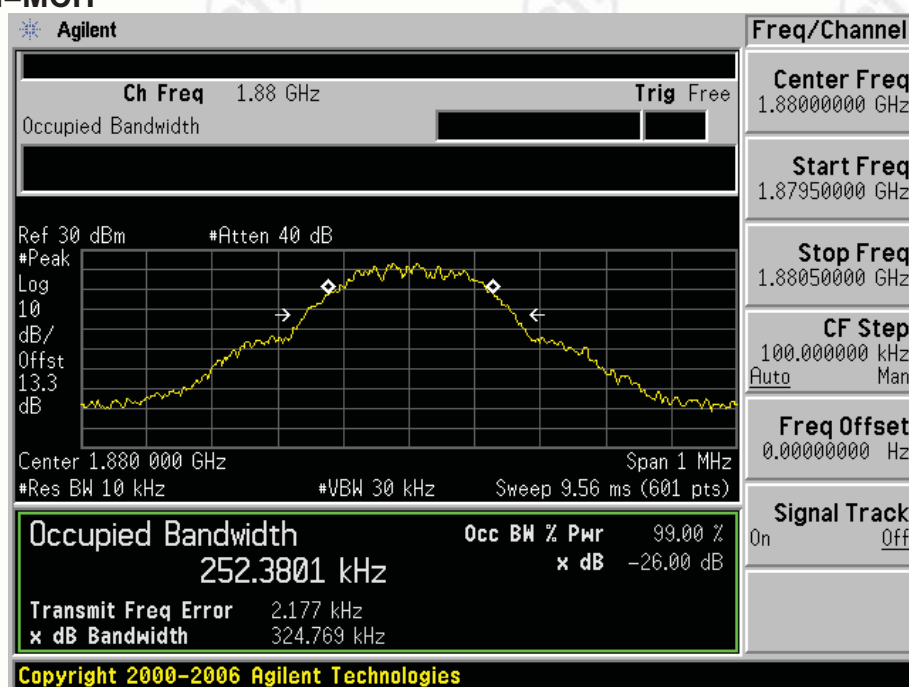 Agilent
Freq/Channel
Ch Freq 1.88 GHz Trig Free
Occupied Bandwidth
Center Freq
1.88000000 GHz
Start Freq
1.87950000 GHz
Stop Freq
1.88050000 GHz
CF Step
100.000000 kHz
Auto Man
Freq Offset
0.00000000 Hz
Signal Track
On Off
Ref 30 dBm #Atten 40 dB
#Peak
Log
10
dB/
Offst
13.3
dB
Center 1.880 000 GHz Span 1 MHz
#Res BW 10 kHz #VBW 30 kHz Sweep 9.56 ms (601 pts)
Occupied Bandwidth Occ BW % Pwr 99.00 %
252.3801 kHz x dB -26.00 dB
Transmit Freq Error 2.177 kHz
x dB Bandwidth 324.769 kHz
Copyright 2000-2006 Agilent Technologies